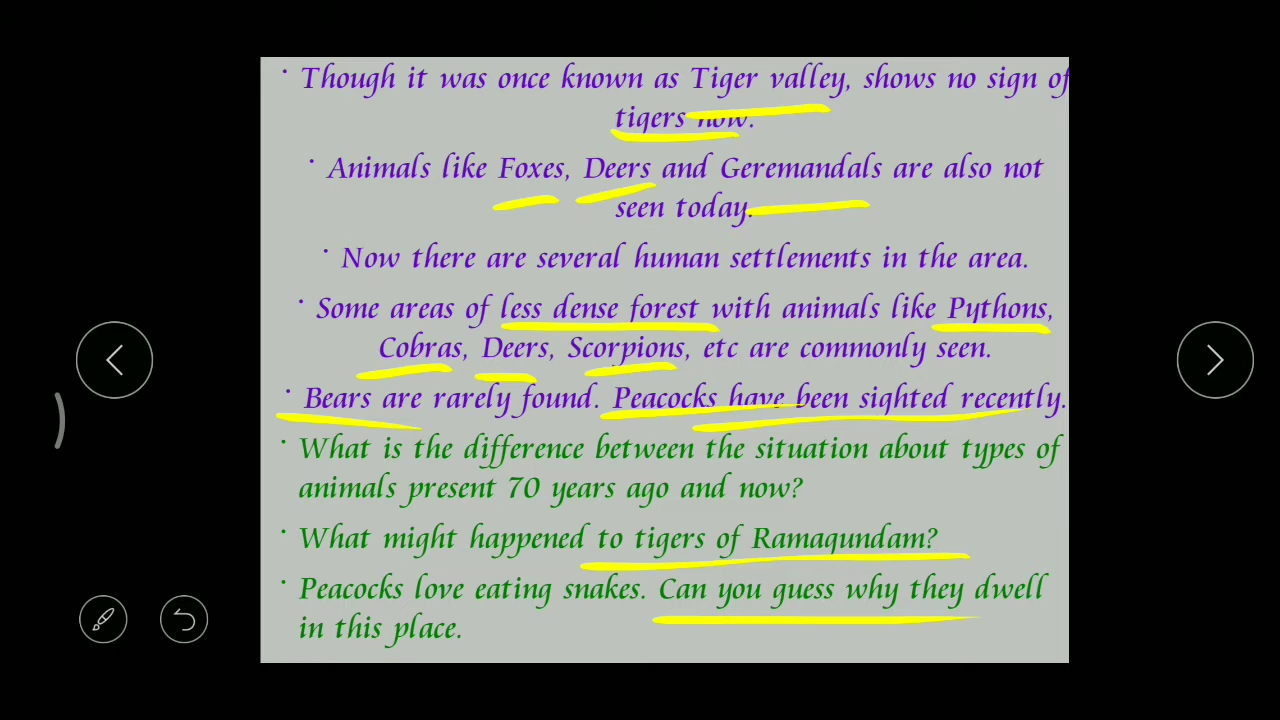 · Though it was once known as Tiger valley, shows no sign of
tigers now.
· Animals like Foxes, Deers and Geremandals are also not
seen today.
· Now there are several human settlements in the area.
· Some areas of less dense forest with animals like Pythons,
Cobras, Deers, Scorpions, etc are commonly seen.
· Bears are rarely found. Peacocks have been sighted recently.
· What is the difference between the situation about types of
animals present 70 years ago and now?
· What might happened to tigers of Ramagundam?
· Peacocks love eating snakes. Can you guess why they dwell
in this place.